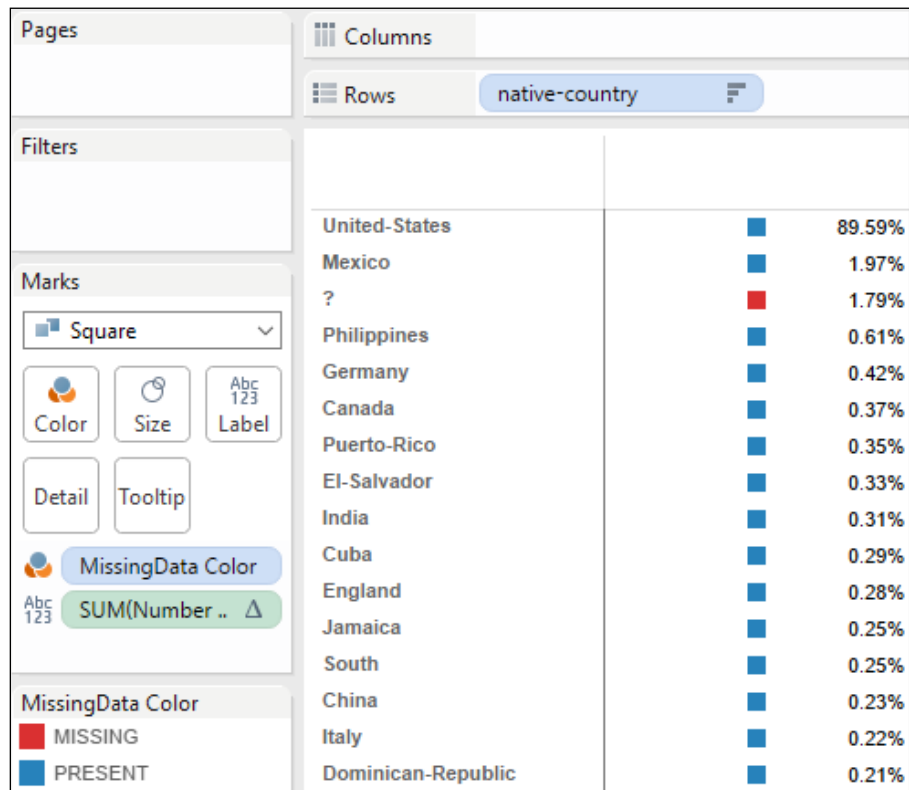 Pages
Columns
Rows native-country
Filters
United-States 89.59%
Mexico 1.97%
? 1.79%
Philippines 0.61%
Germany 0.42%
Canada 0.37%
Puerto-Rico 0.35%
El-Salvador 0.33%
India 0.31%
Cuba 0.29%
England 0.28%
Jamaica 0.25%
South 0.25%
China 0.23%
Italy 0.22%
Dominican-Republic 0.21%
Marks
Square
Color
Size
Abc
123
Label
Detail
Tooltip
MissingData Color
Abc
123
SUM(Number .. Δ
MissingData Color
MISSING
PRESENT